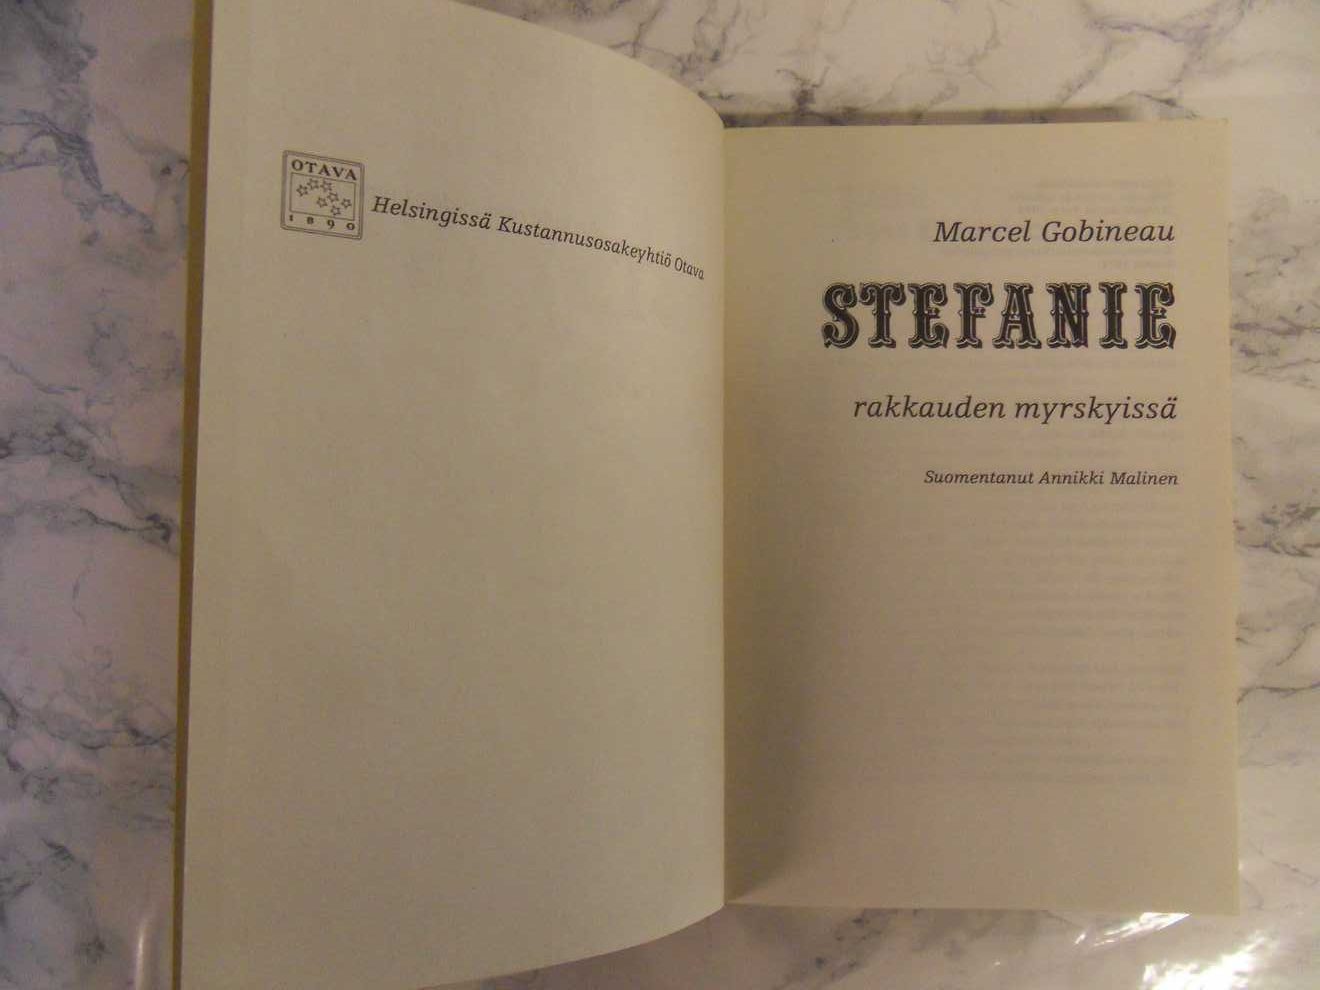 OTAVA
1890
Helsingissä Kustannusosakeyhtiö Otava
Marcel Gobineau
STEFANIE
rakkauden myrskyissä
Suomentanut Annikki Malinen